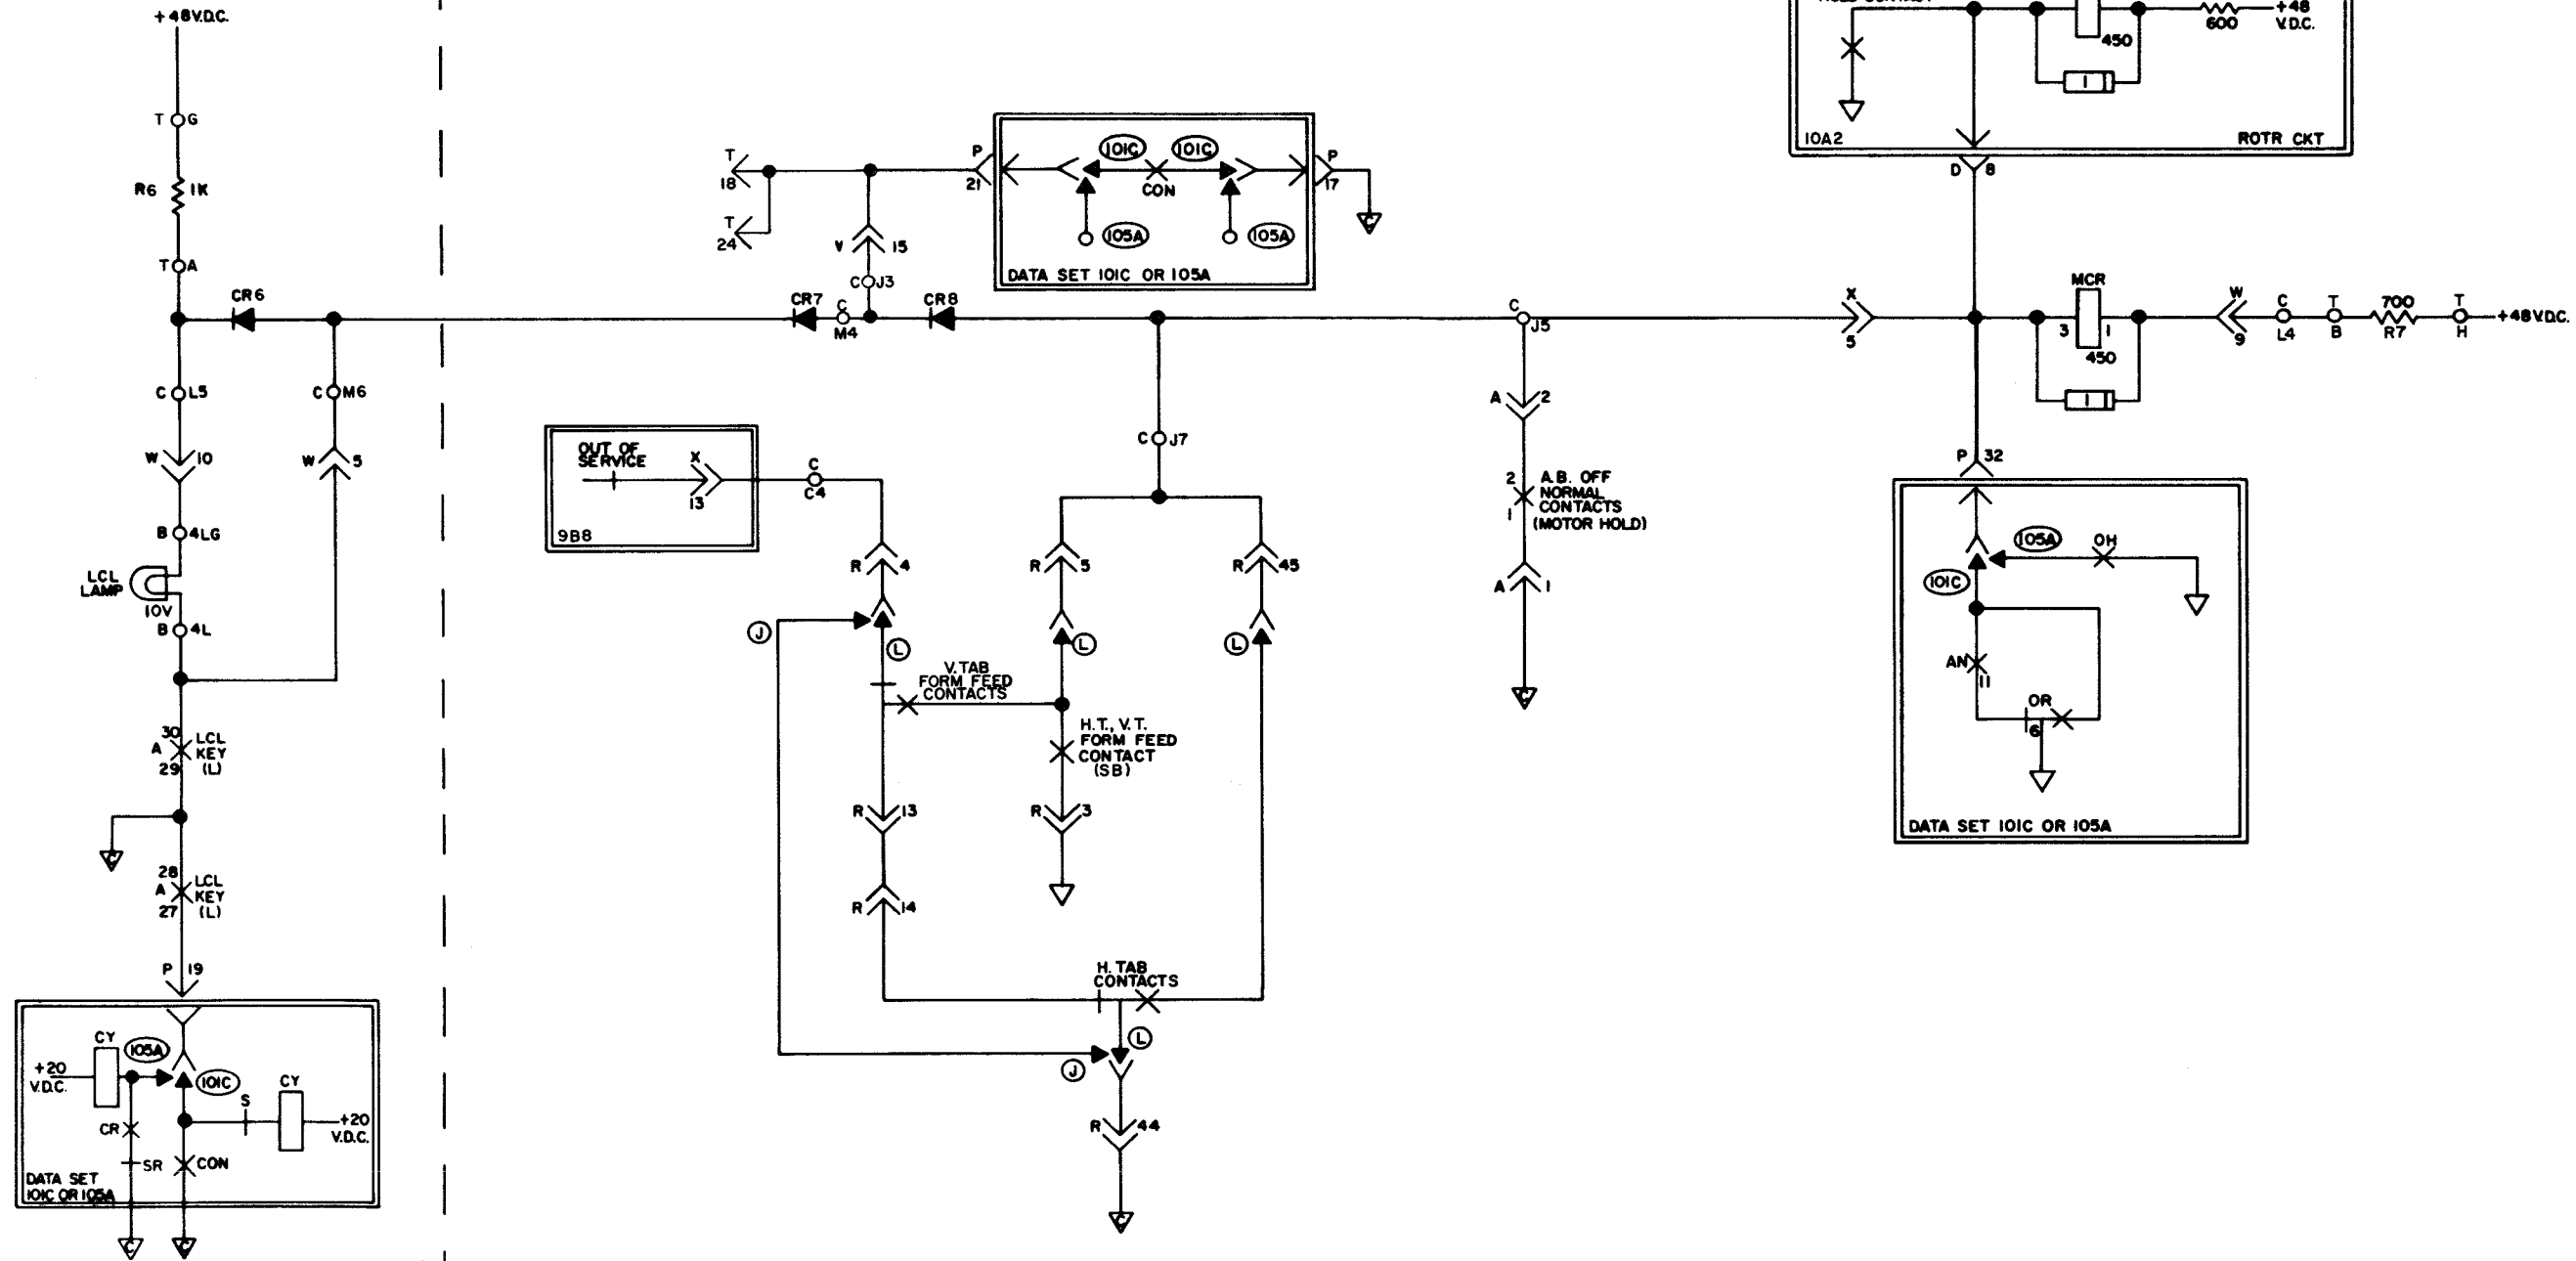 +48V.D.C.
T G
R6 1K
T A
CR6
C L5
C M6
W 10
W 5
B 4LG
LCL
LAMP
10V
B 4L
30
A LCL
KEY
29 (L)
28
A LCL
KEY
27 (L)
P 19
CY
105A
101C
+20
V.D.C.
CY
S
+20
V.D.C.
CR
SR
CON
DATA SET
101C OR 105A
C
C
C
T
18
T
24
P
21
101C
101C
CON
105A
105A
P
17
C
DATA SET 101C OR 105A
V 15
C J3
CR7
C
M4
CR8
OUT OF
SERVICE
X
13
9B8
C
C4
C J7
R 4
R 5
R 45
J
L
L
L
V.TAB
FORM FEED
CONTACTS
H.T., V.T.
FORM FEED
CONTACT
(SB)
R 13
R 3
R 14
H. TAB
CONTACTS
L
J
R 44
C
C
J5
A 2
2
1
A.B. OFF
NORMAL
CONTACTS
(MOTOR HOLD)
A 1
C
450
600
+48
V.D.C.
1
10A2
ROTR CKT
D 8
X
5
MCR
3 1
450
1
W
9
C
L4
T
B
700
R7
T
H
+48V.D.C.
P 32
105A
OH
101C
AN
11
OR
6
DATA SET 101C OR 105A